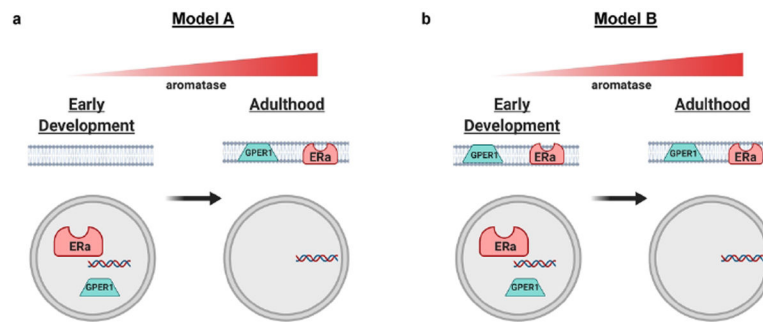 a
Model A
aromatase
Early
Development
Adulthood
GPER1
ERa
ERa
GPER1
b
Model B
aromatase
Early
Development
Adulthood
GPER1
ERa
GPER1
ERa
ERa
GPER1